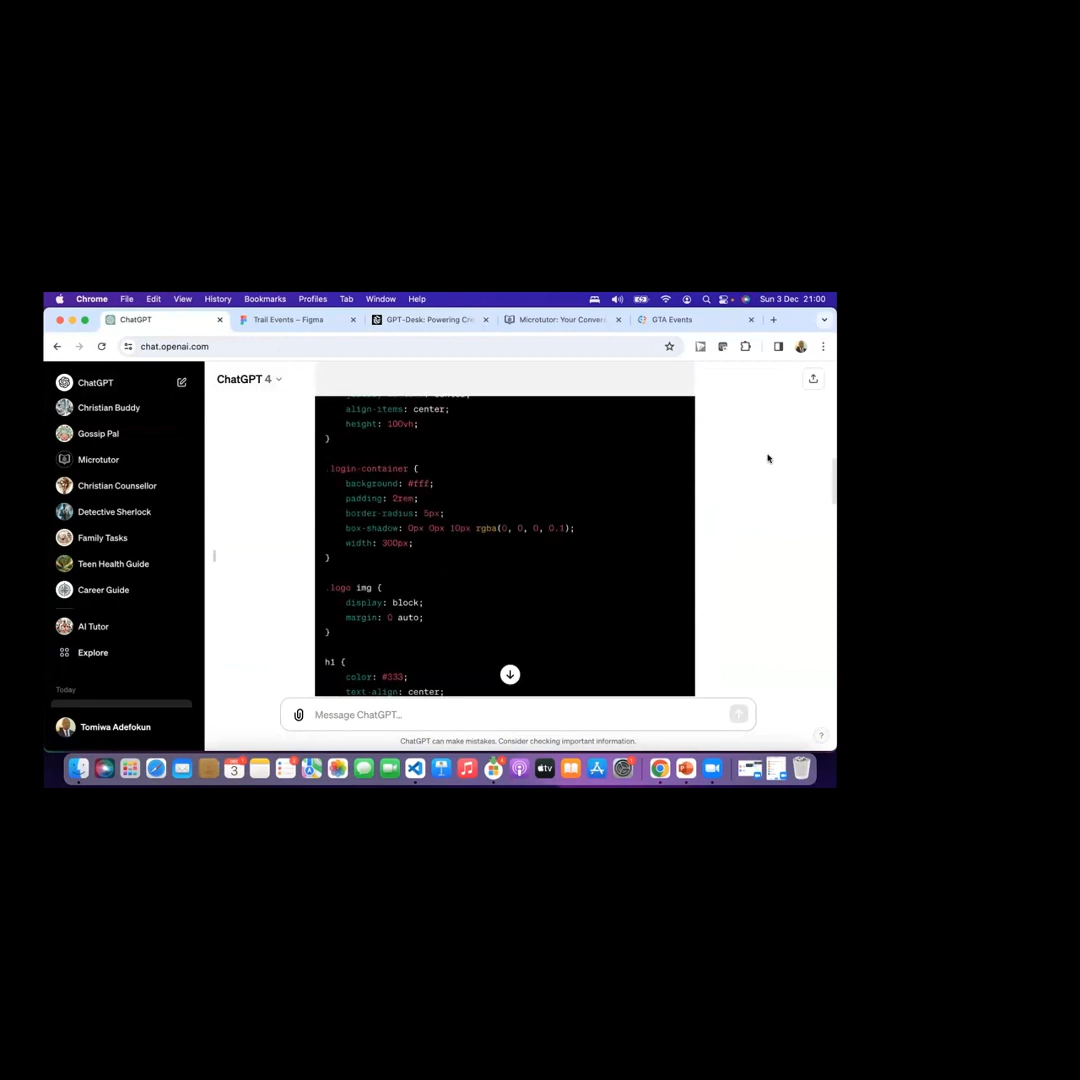 Chrome File Edit View History Bookmarks Profiles Tab Window Help Sun 3 Dec 21:00
ChatGPT Trail Events – Figma GPT-Desk: Powering Cre Microtutor: Your Conver GTA Events
chat.openai.com
ChatGPT
Christian Buddy
Gossip Pal
Microtutor
Christian Counsellor
Detective Sherlock
Family Tasks
Teen Health Guide
Career Guide
AI Tutor
Explore
Today
Tomiwa Adefokun
ChatGPT 4
align-items: center;
height: 100vh;
}
.login-container {
background: #fff;
padding: 2rem;
border-radius: 5px;
box-shadow: 0px 0px 10px rgba(0, 0, 0, 0.1);
width: 300px;
}
.logo img {
display: block;
margin: 0 auto;
}
h1 {
color: #333;
text-align: center;
Message ChatGPT...
ChatGPT can make mistakes. Consider checking important information.
?
3
tv